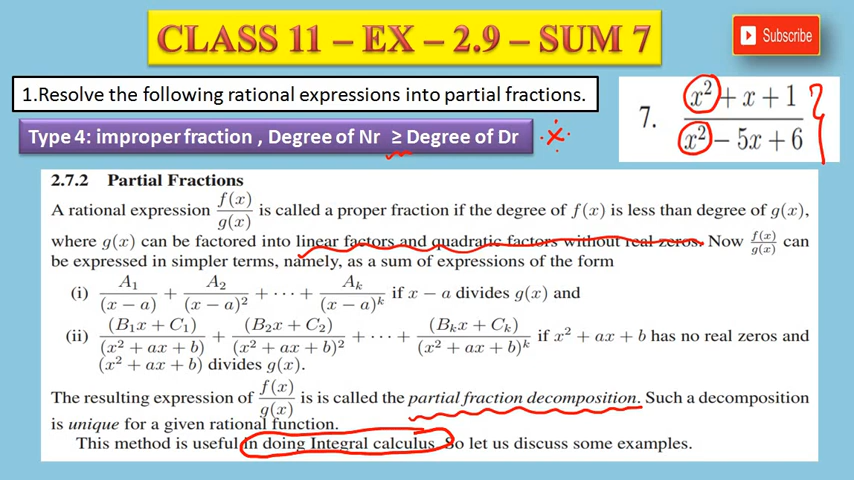 CLASS 11 – EX – 2.9 – SUM 7
Subscribe
1.Resolve the following rational expressions into partial fractions.
Type 4: improper fraction , Degree of Nr ≥ Degree of Dr
7. (x² + x + 1)/(x² − 5x + 6)
2.7.2 Partial Fractions
A rational expression f(x)/g(x) is called a proper fraction if the degree of f(x) is less than degree of g(x),
where g(x) can be factored into linear factors and quadratic factors without real zeros. Now f(x)/g(x) can
be expressed in simpler terms, namely, as a sum of expressions of the form
(i) A₁/(x − a) + A₂/(x − a)² + ··· + Aₖ/(x − a)ᵏ if x − a divides g(x) and
(ii) (B₁x + C₁)/(x² + ax + b) + (B₂x + C₂)/(x² + ax + b)² + ··· + (Bₖx + Cₖ)/(x² + ax + b)ᵏ if x² + ax + b has no real zeros and
(x² + ax + b) divides g(x).
The resulting expression of f(x)/g(x) is is called the partial fraction decomposition. Such a decomposition
is unique for a given rational function.
This method is useful in doing Integral calculus. So let us discuss some examples.